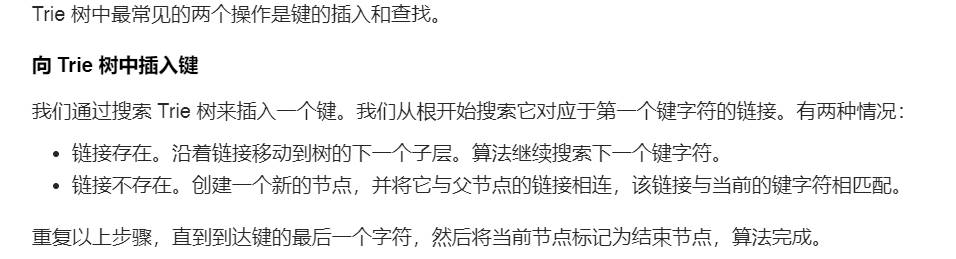 Trie 树中最常见的两个操作是键的插入和查找。
向 Trie 树中插入键
我们通过搜索 Trie 树来插入一个键。我们从根开始搜索它对应于第一个键字符的链接。有两种情况：
• 链接存在。沿着链接移动到树的下一个子层。算法继续搜索下一个键字符。
• 链接不存在。创建一个新的节点，并将它与父节点的链接相连，该链接与当前的键字符相匹配。
重复以上步骤，直到到达键的最后一个字符，然后将当前节点标记为结束节点，算法完成。